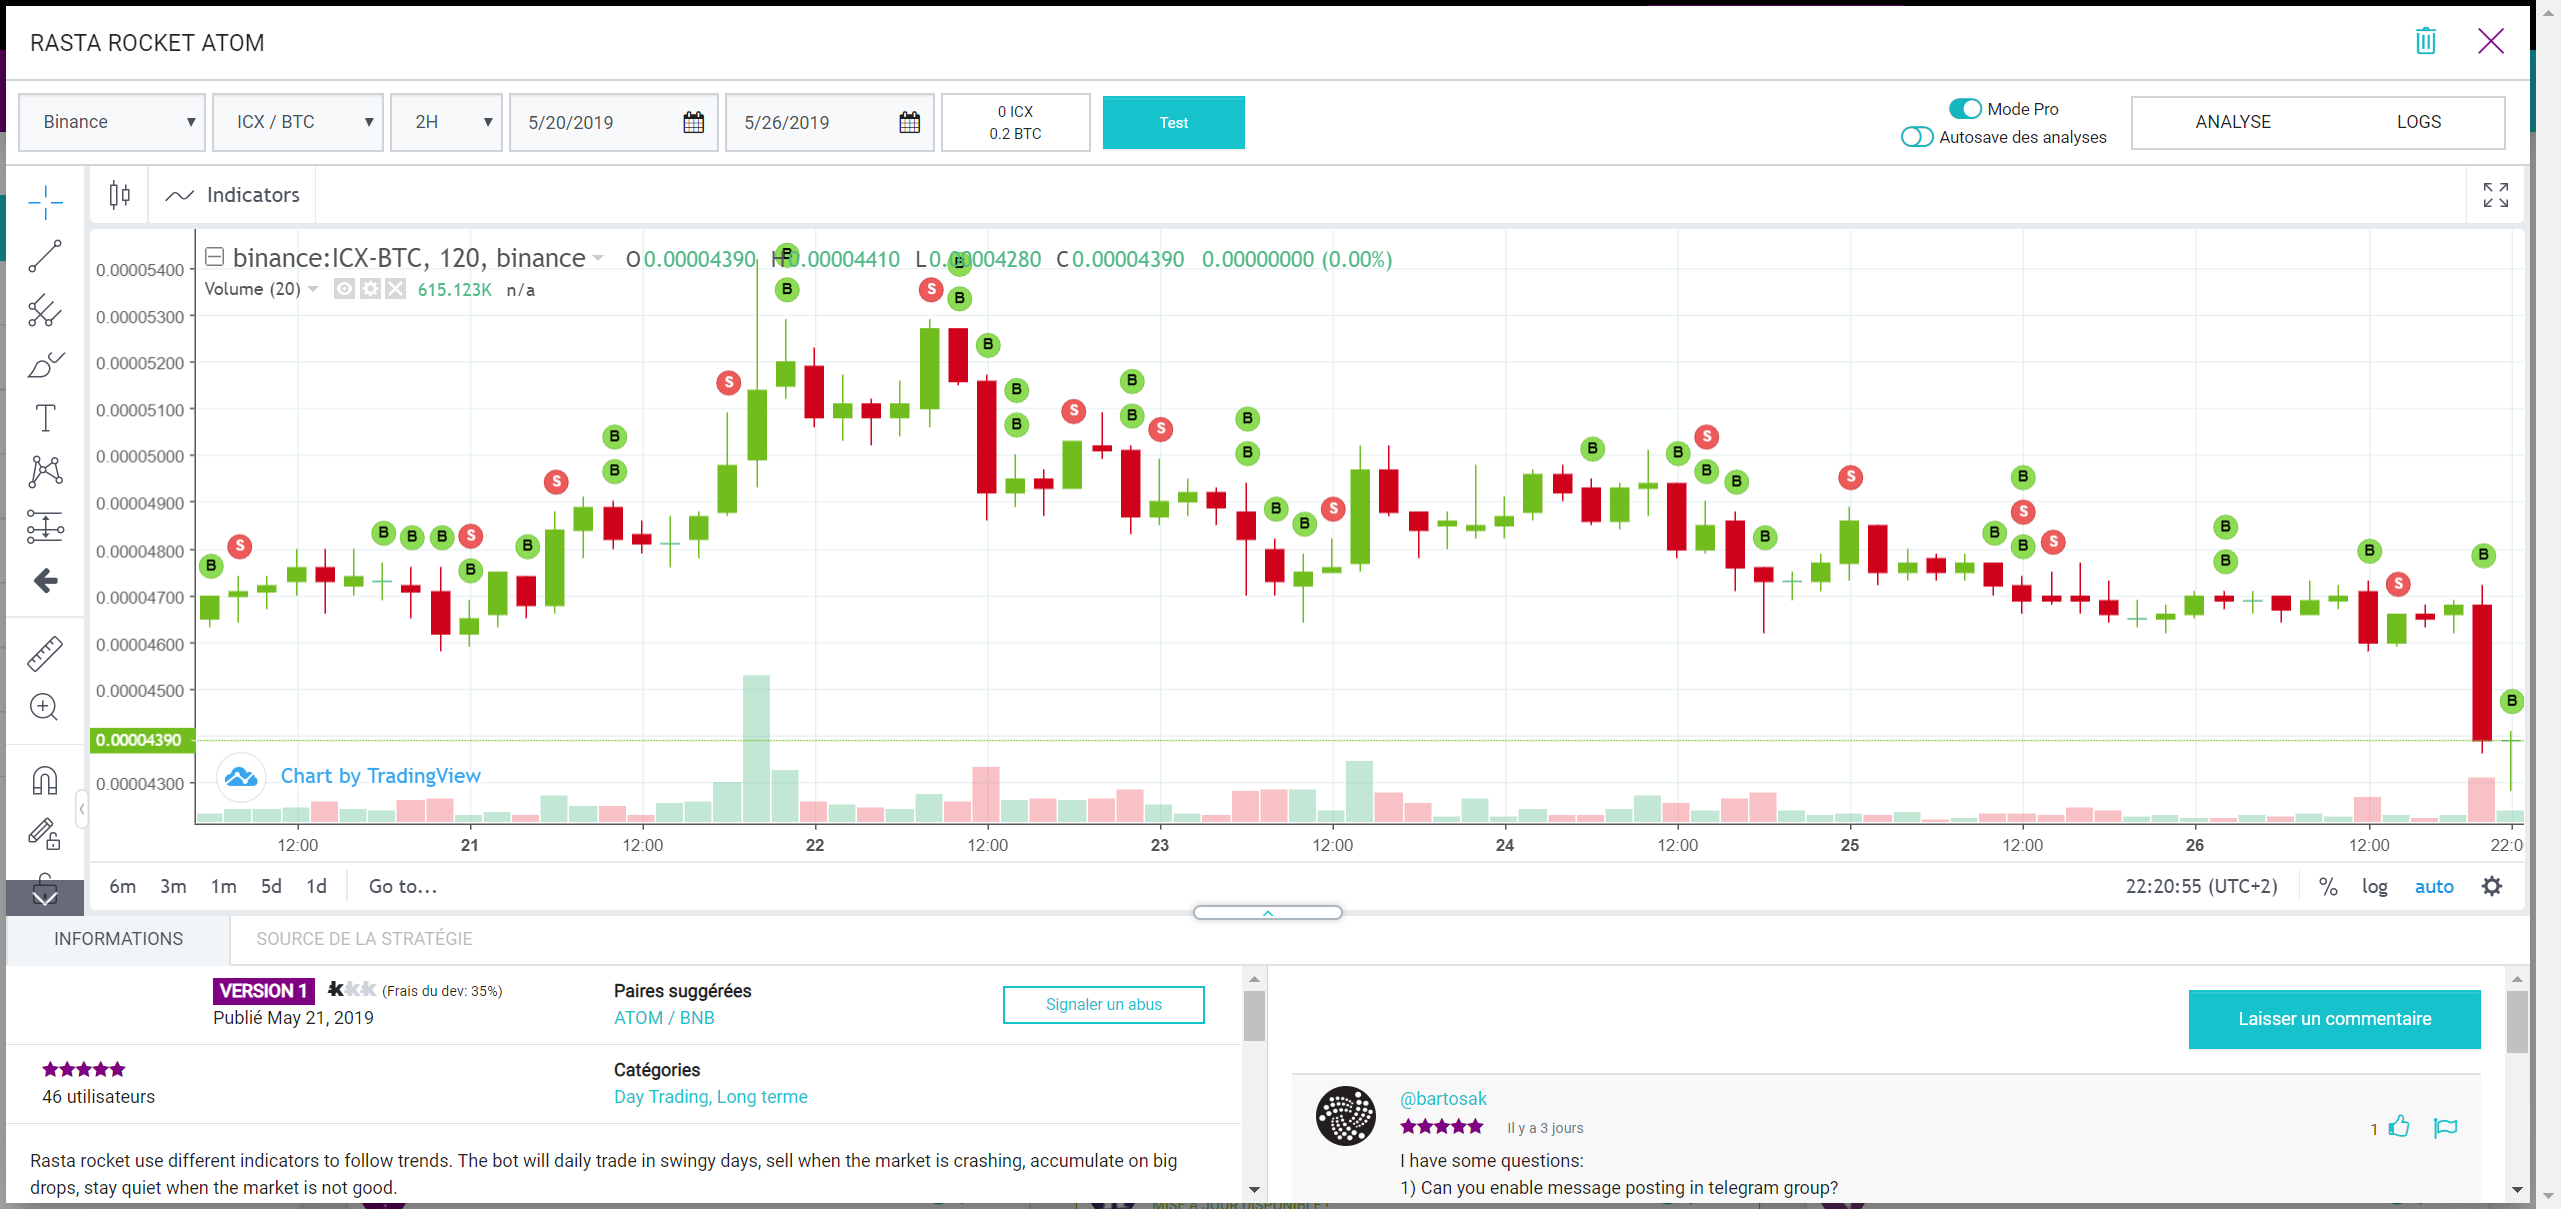 RASTA ROCKET ATOM
Binance
ICX / BTC
2H
5/20/2019
5/26/2019
0 ICX
0.2 BTC
Test
Mode Pro
Autosave des analyses
ANALYSE
LOGS
Indicators
binance:ICX-BTC, 120, binance O0.00004390 H0.00004410 L0.00004280 C0.00004390 0.00000000 (0.00%)
Volume (20) 615.123K n/a
0.00005400
0.00005300
0.00005200
0.00005100
0.00005000
0.00004900
0.00004800
0.00004700
0.00004600
0.00004500
0.00004390
0.00004300
Chart by TradingView
12:00 21 12:00 22 12:00 23 12:00 24 12:00 25 12:00 26 12:00 22:0
6m 3m 1m 5d 1d Go to...
22:20:55 (UTC+2) % log auto
INFORMATIONS
SOURCE DE LA STRATÉGIE
VERSION 1 (Frais du dev: 35%)
Publié May 21, 2019
Paires suggérées
ATOM / BNB
Signaler un abus
46 utilisateurs
Catégories
Day Trading, Long terme
Rasta rocket use different indicators to follow trends. The bot will daily trade in swingy days, sell when the market is crashing, accumulate on big
drops, stay quiet when the market is not good.
Laisser un commentaire
@bartosak
Il y a 3 jours
1
I have some questions:
1) Can you enable message posting in telegram group?